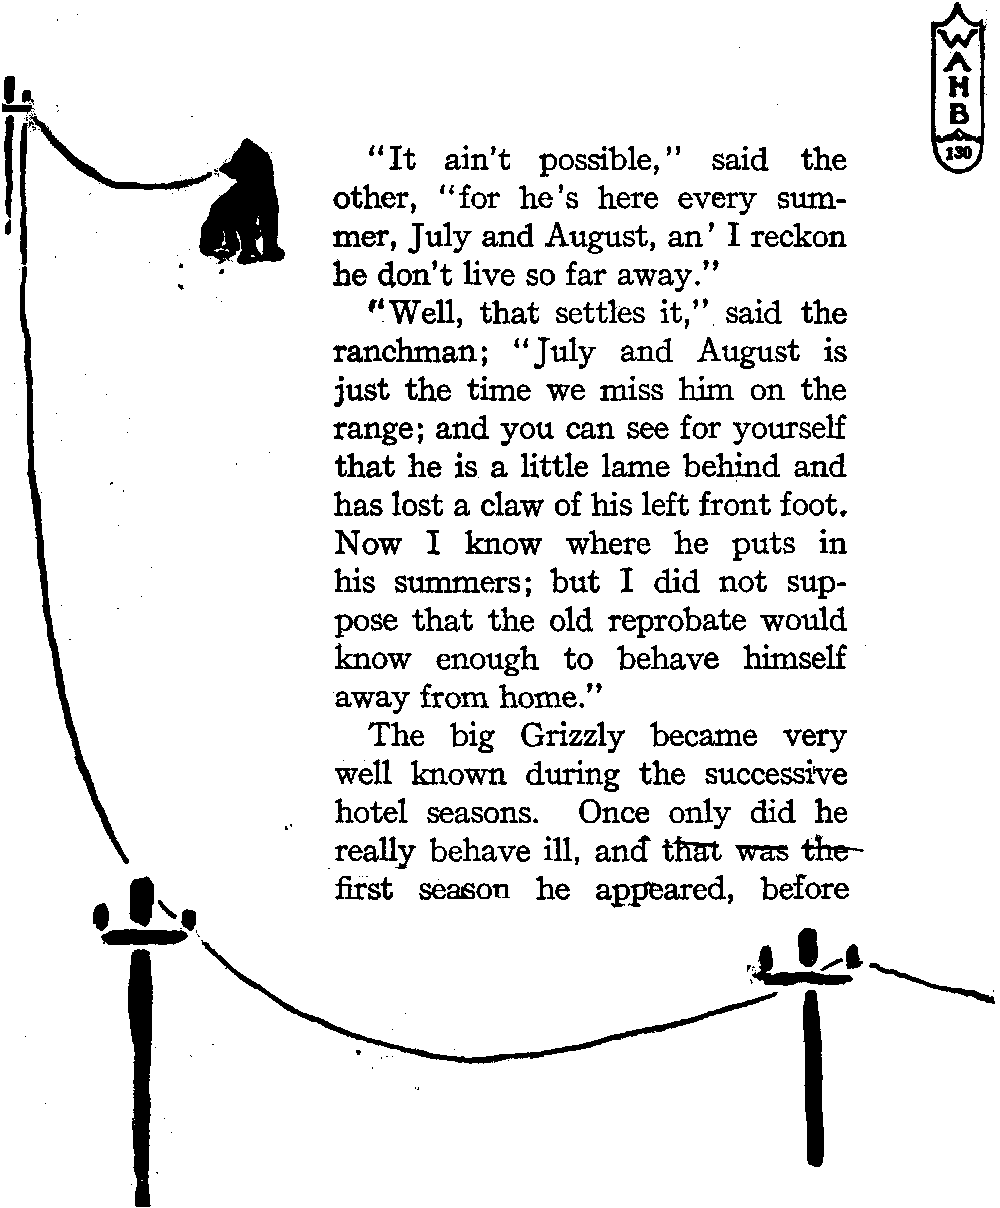 WAHB
130
“It ain't possible,” said the
other, “for he's here every sum-
mer, July and August, an' I reckon
he don't live so far away.”
“Well, that settles it,” said the
ranchman; “July and August is
just the time we miss him on the
range; and you can see for yourself
that he is a little lame behind and
has lost a claw of his left front foot.
Now I know where he puts in
his summers; but I did not sup-
pose that the old reprobate would
know enough to behave himself
away from home.”
The big Grizzly became very
well known during the successive
hotel seasons. Once only did he
really behave ill, and that was the
first season he appeared, before